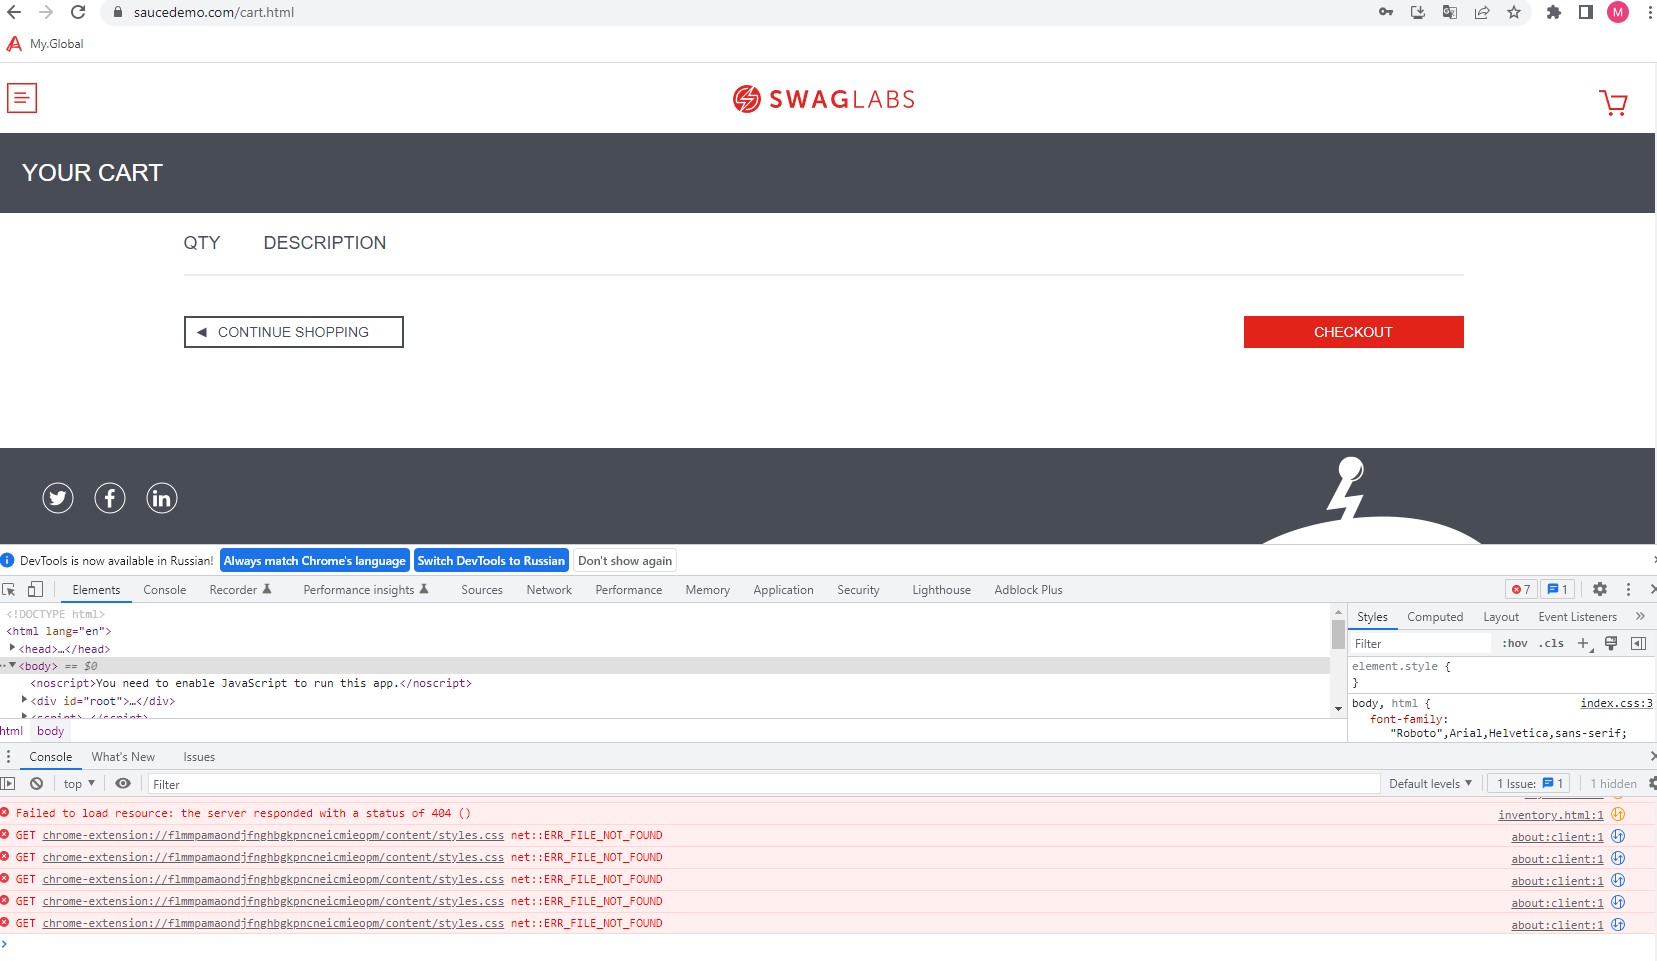 saucedemo.com/cart.html
M
My.Global
SWAGLABS
YOUR CART
QTY DESCRIPTION
◄ CONTINUE SHOPPING CHECKOUT
DevTools is now available in Russian! Always match Chrome's language Switch DevTools to Russian Don't show again
Elements Console Recorder Performance insights Sources Network Performance Memory Application Security Lighthouse Adblock Plus 7 1
<!DOCTYPE html>
<html lang="en">
<head>…</head>
<body> == $0
<noscript>You need to enable JavaScript to run this app.</noscript>
<div id="root">…</div>
<script>…</script>
html body
Styles Computed Layout Event Listeners »
Filter :hov .cls +
element.style {
}
body, html { index.css:3
font-family:
"Roboto",Arial,Helvetica,sans-serif;
Console What's New Issues
top ▼ Filter Default levels ▼ 1 Issue: 1 1 hidden
Failed to load resource: the server responded with a status of 404 () inventory.html:1
GET chrome-extension://flmmpamaondjfnghbgkpncneicmieopm/content/styles.css net::ERR_FILE_NOT_FOUND about:client:1
GET chrome-extension://flmmpamaondjfnghbgkpncneicmieopm/content/styles.css net::ERR_FILE_NOT_FOUND about:client:1
GET chrome-extension://flmmpamaondjfnghbgkpncneicmieopm/content/styles.css net::ERR_FILE_NOT_FOUND about:client:1
GET chrome-extension://flmmpamaondjfnghbgkpncneicmieopm/content/styles.css net::ERR_FILE_NOT_FOUND about:client:1
GET chrome-extension://flmmpamaondjfnghbgkpncneicmieopm/content/styles.css net::ERR_FILE_NOT_FOUND about:client:1